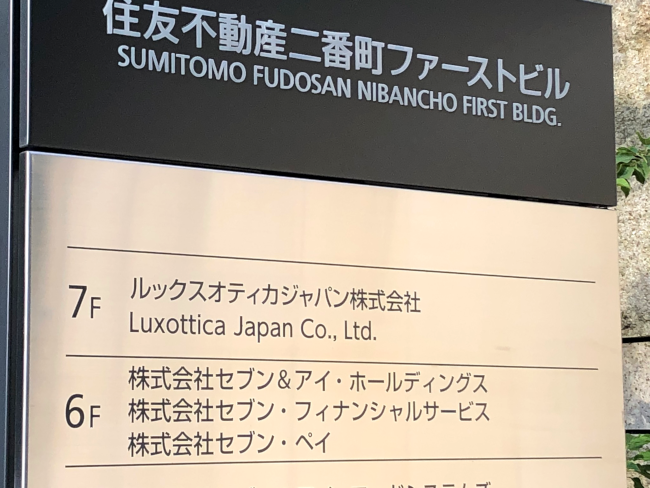 住友不動産二番町ファーストビル
SUMITOMO FUDOSAN NIBANCHO FIRST BLDG.
7F ルックスオティカジャパン株式会社
Luxottica Japan Co., Ltd.
6F 株式会社セブン&アイ・ホールディングス
株式会社セブン・フィナンシャルサービス
株式会社セブン・ペイ